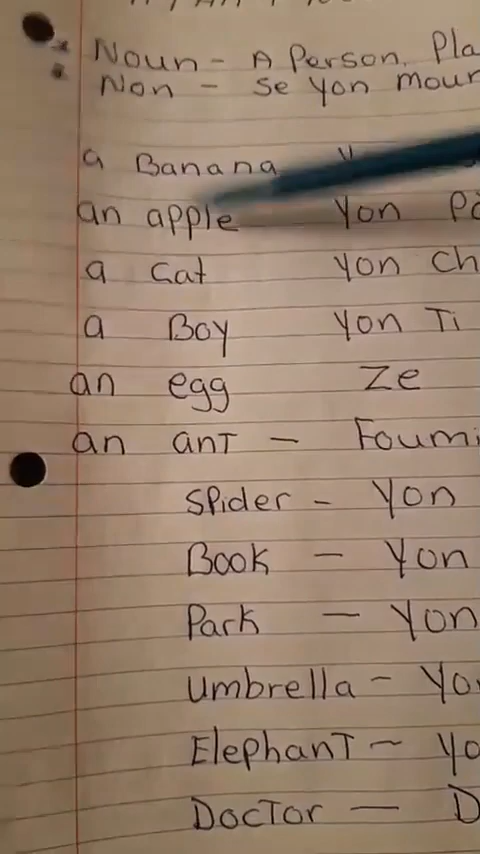 Noun - A Person, Pla
Non - Se yon moun
a Banana
an apple Yon Pò
a Cat Yon Ch
a Boy Yon Ti
an egg Ze
an anT - Foumi
Spider - Yon
Book - Yon
Park - Yon
Umbrella - Yo
ElephanT - Yo
DocTor - D